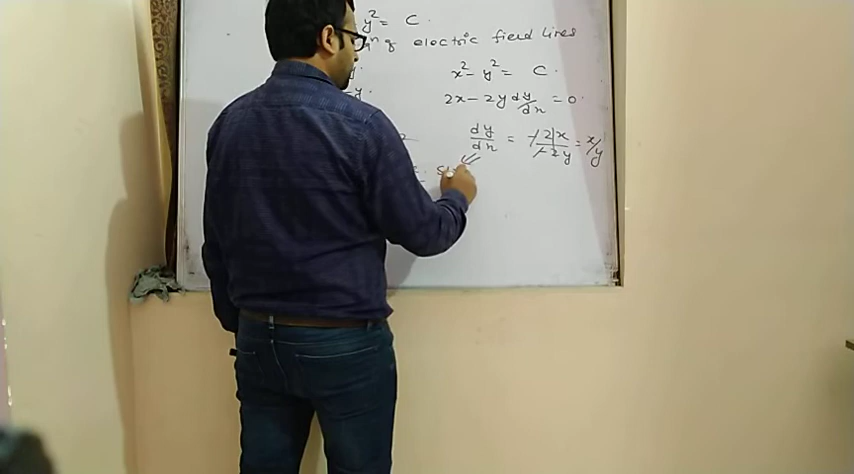 y² = C.
electric field lines
x² - y² = C.
2x - 2y dy/dx = 0.
dy/dx = -2x/-2y = x/y